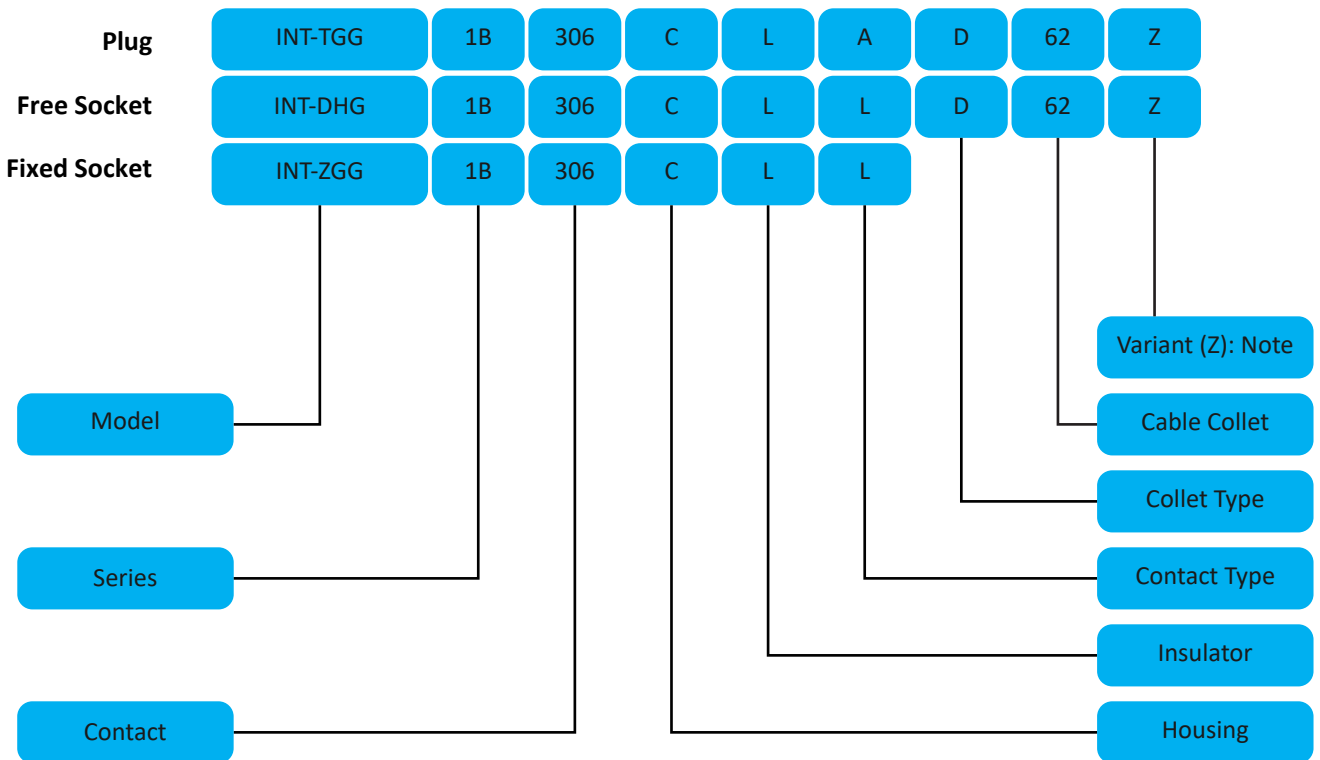 Plug INT-TGG 1B 306 C L A D 62 Z
Free Socket INT-DHG 1B 306 C L L D 62 Z
Fixed Socket INT-ZGG 1B 306 C L L
Variant (Z): Note
Model
Cable Collet
Collet Type
Series
Contact Type
Insulator
Contact
Housing